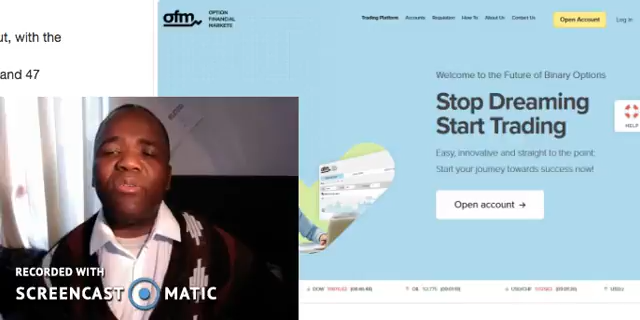 ut, with the
and 47
ofm
OPTION
FINANCIAL
MARKETS
Trading Platform Accounts Regulation How To About Us Contact Us
Open Account
Log in
Welcome to the Future of Binary Options
Stop Dreaming
Start Trading
Easy, innovative and straight to the point;
Start your journey towards success now!
Open account →
HELP
RECORDED WITH
SCREENCAST MATIC